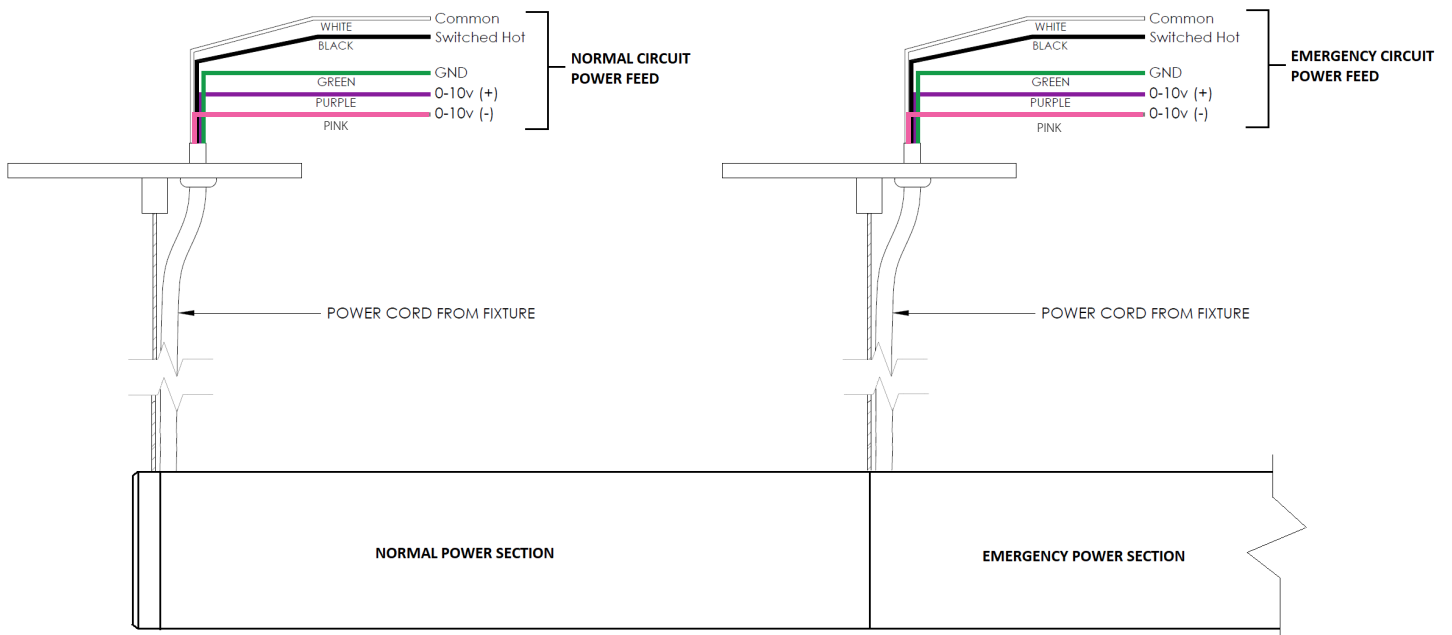 Common
WHITE
Switched Hot
BLACK
NORMAL CIRCUIT
POWER FEED
GND
GREEN
0-10v (+)
PURPLE
0-10v (-)
PINK
Common
WHITE
Switched Hot
BLACK
EMERGENCY CIRCUIT
POWER FEED
GND
GREEN
0-10v (+)
PURPLE
0-10v (-)
PINK
POWER CORD FROM FIXTURE
POWER CORD FROM FIXTURE
NORMAL POWER SECTION
EMERGENCY POWER SECTION